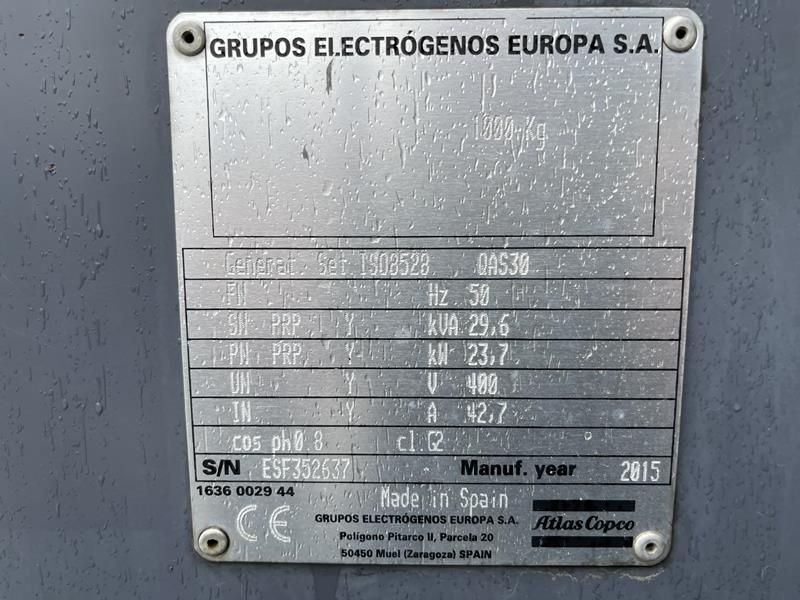 GRUPOS ELECTRÓGENOS EUROPA S.A.
1000 Kg
Generat. Set ISO8528 QAS30
FN Hz 50
SN PRP Y kVA 29,6
PN PRP Y kW 23,7
UN Y V 400
IN Y A 42,7
cos ph0.8 cl.G2
S/N ESF352637 Manuf. year 2015
1636 0029 44
Made in Spain
CE
GRUPOS ELECTRÓGENOS EUROPA S.A.
Polígono Pitarco II, Parcela 20
50450 Muel (Zaragoza) SPAIN
Atlas Copco